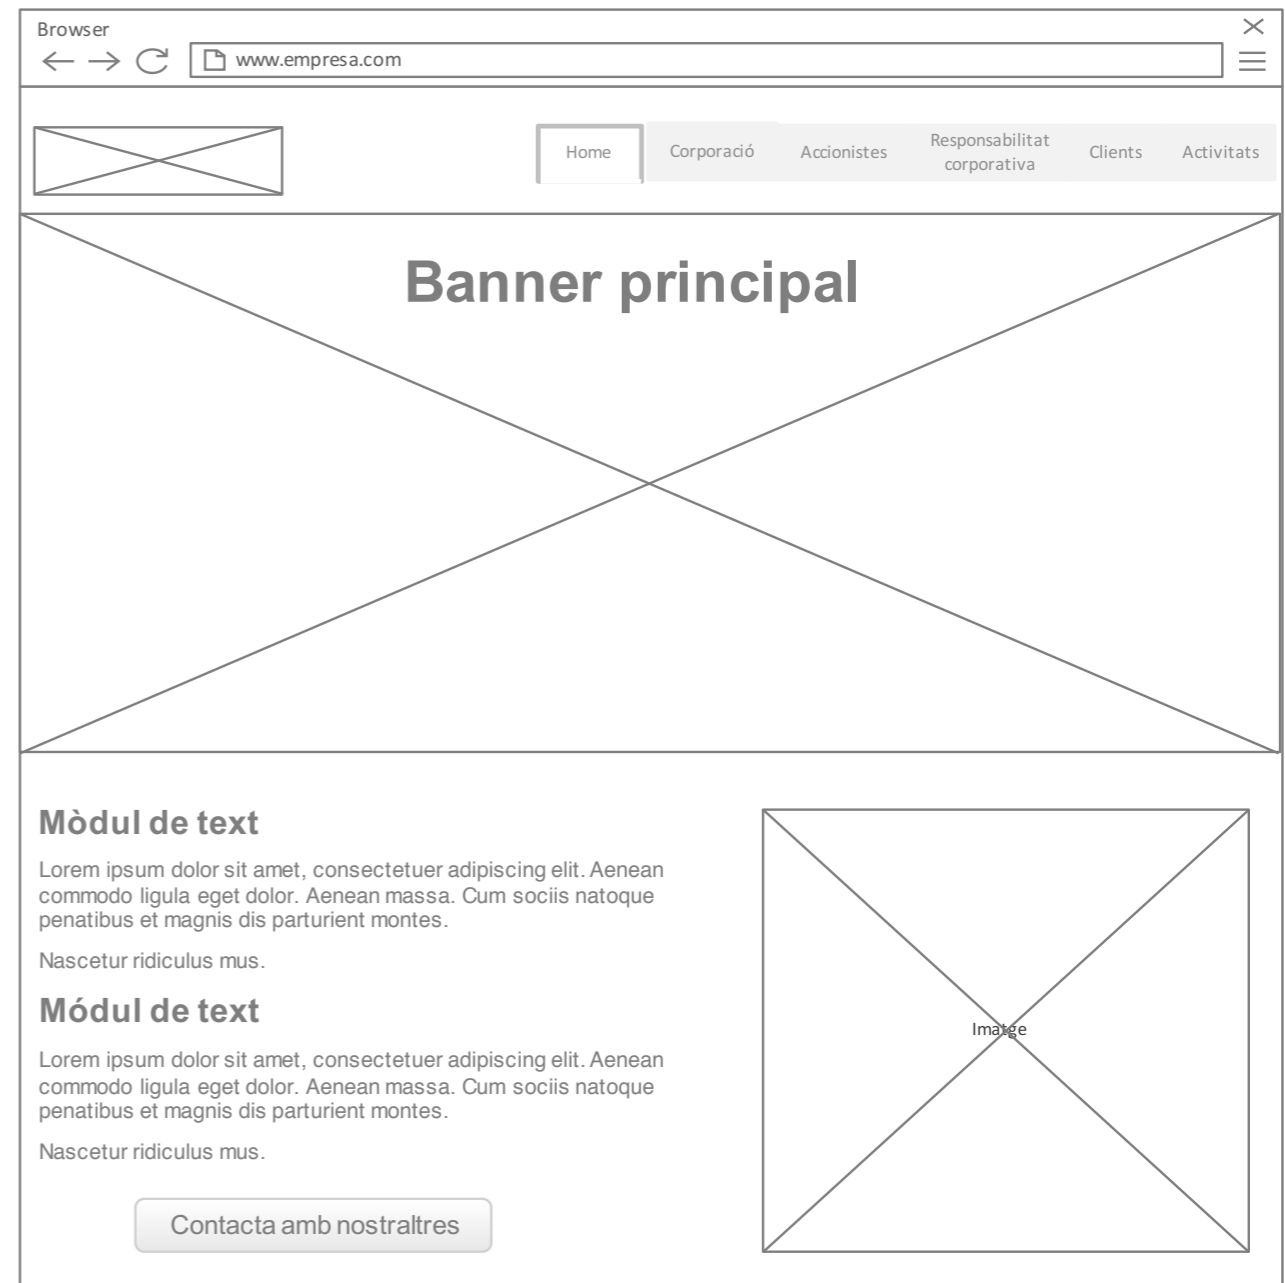 Browser
www.empresa.com
Home
Corporació
Accionistes
Responsabilitat
corporativa
Clients
Activitats
Banner principal
Mòdul de text
Lorem ipsum dolor sit amet, consectetuer adipiscing elit. Aenean
commodo ligula eget dolor. Aenean massa. Cum sociis natoque
penatibus et magnis dis parturient montes.
Nascetur ridiculus mus.
Módul de text
Lorem ipsum dolor sit amet, consectetuer adipiscing elit. Aenean
commodo ligula eget dolor. Aenean massa. Cum sociis natoque
penatibus et magnis dis parturient montes.
Nascetur ridiculus mus.
Contacta amb nostraltres
Imatge